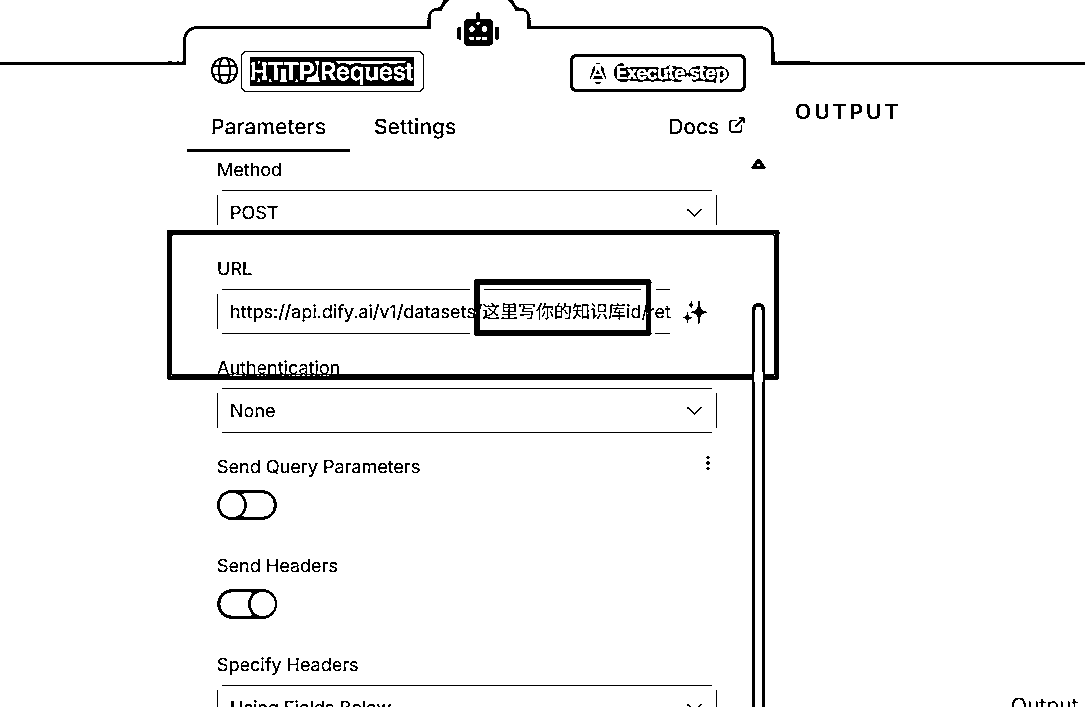 HTTP Request
Execute step
OUTPUT
Parameters
Settings
Docs
Method
POST
URL
https://api.dify.ai/v1/datasets/这里写你的知识库id/ret
Authentication
None
Send Query Parameters
Send Headers
Specify Headers
Using Fields Below
Output